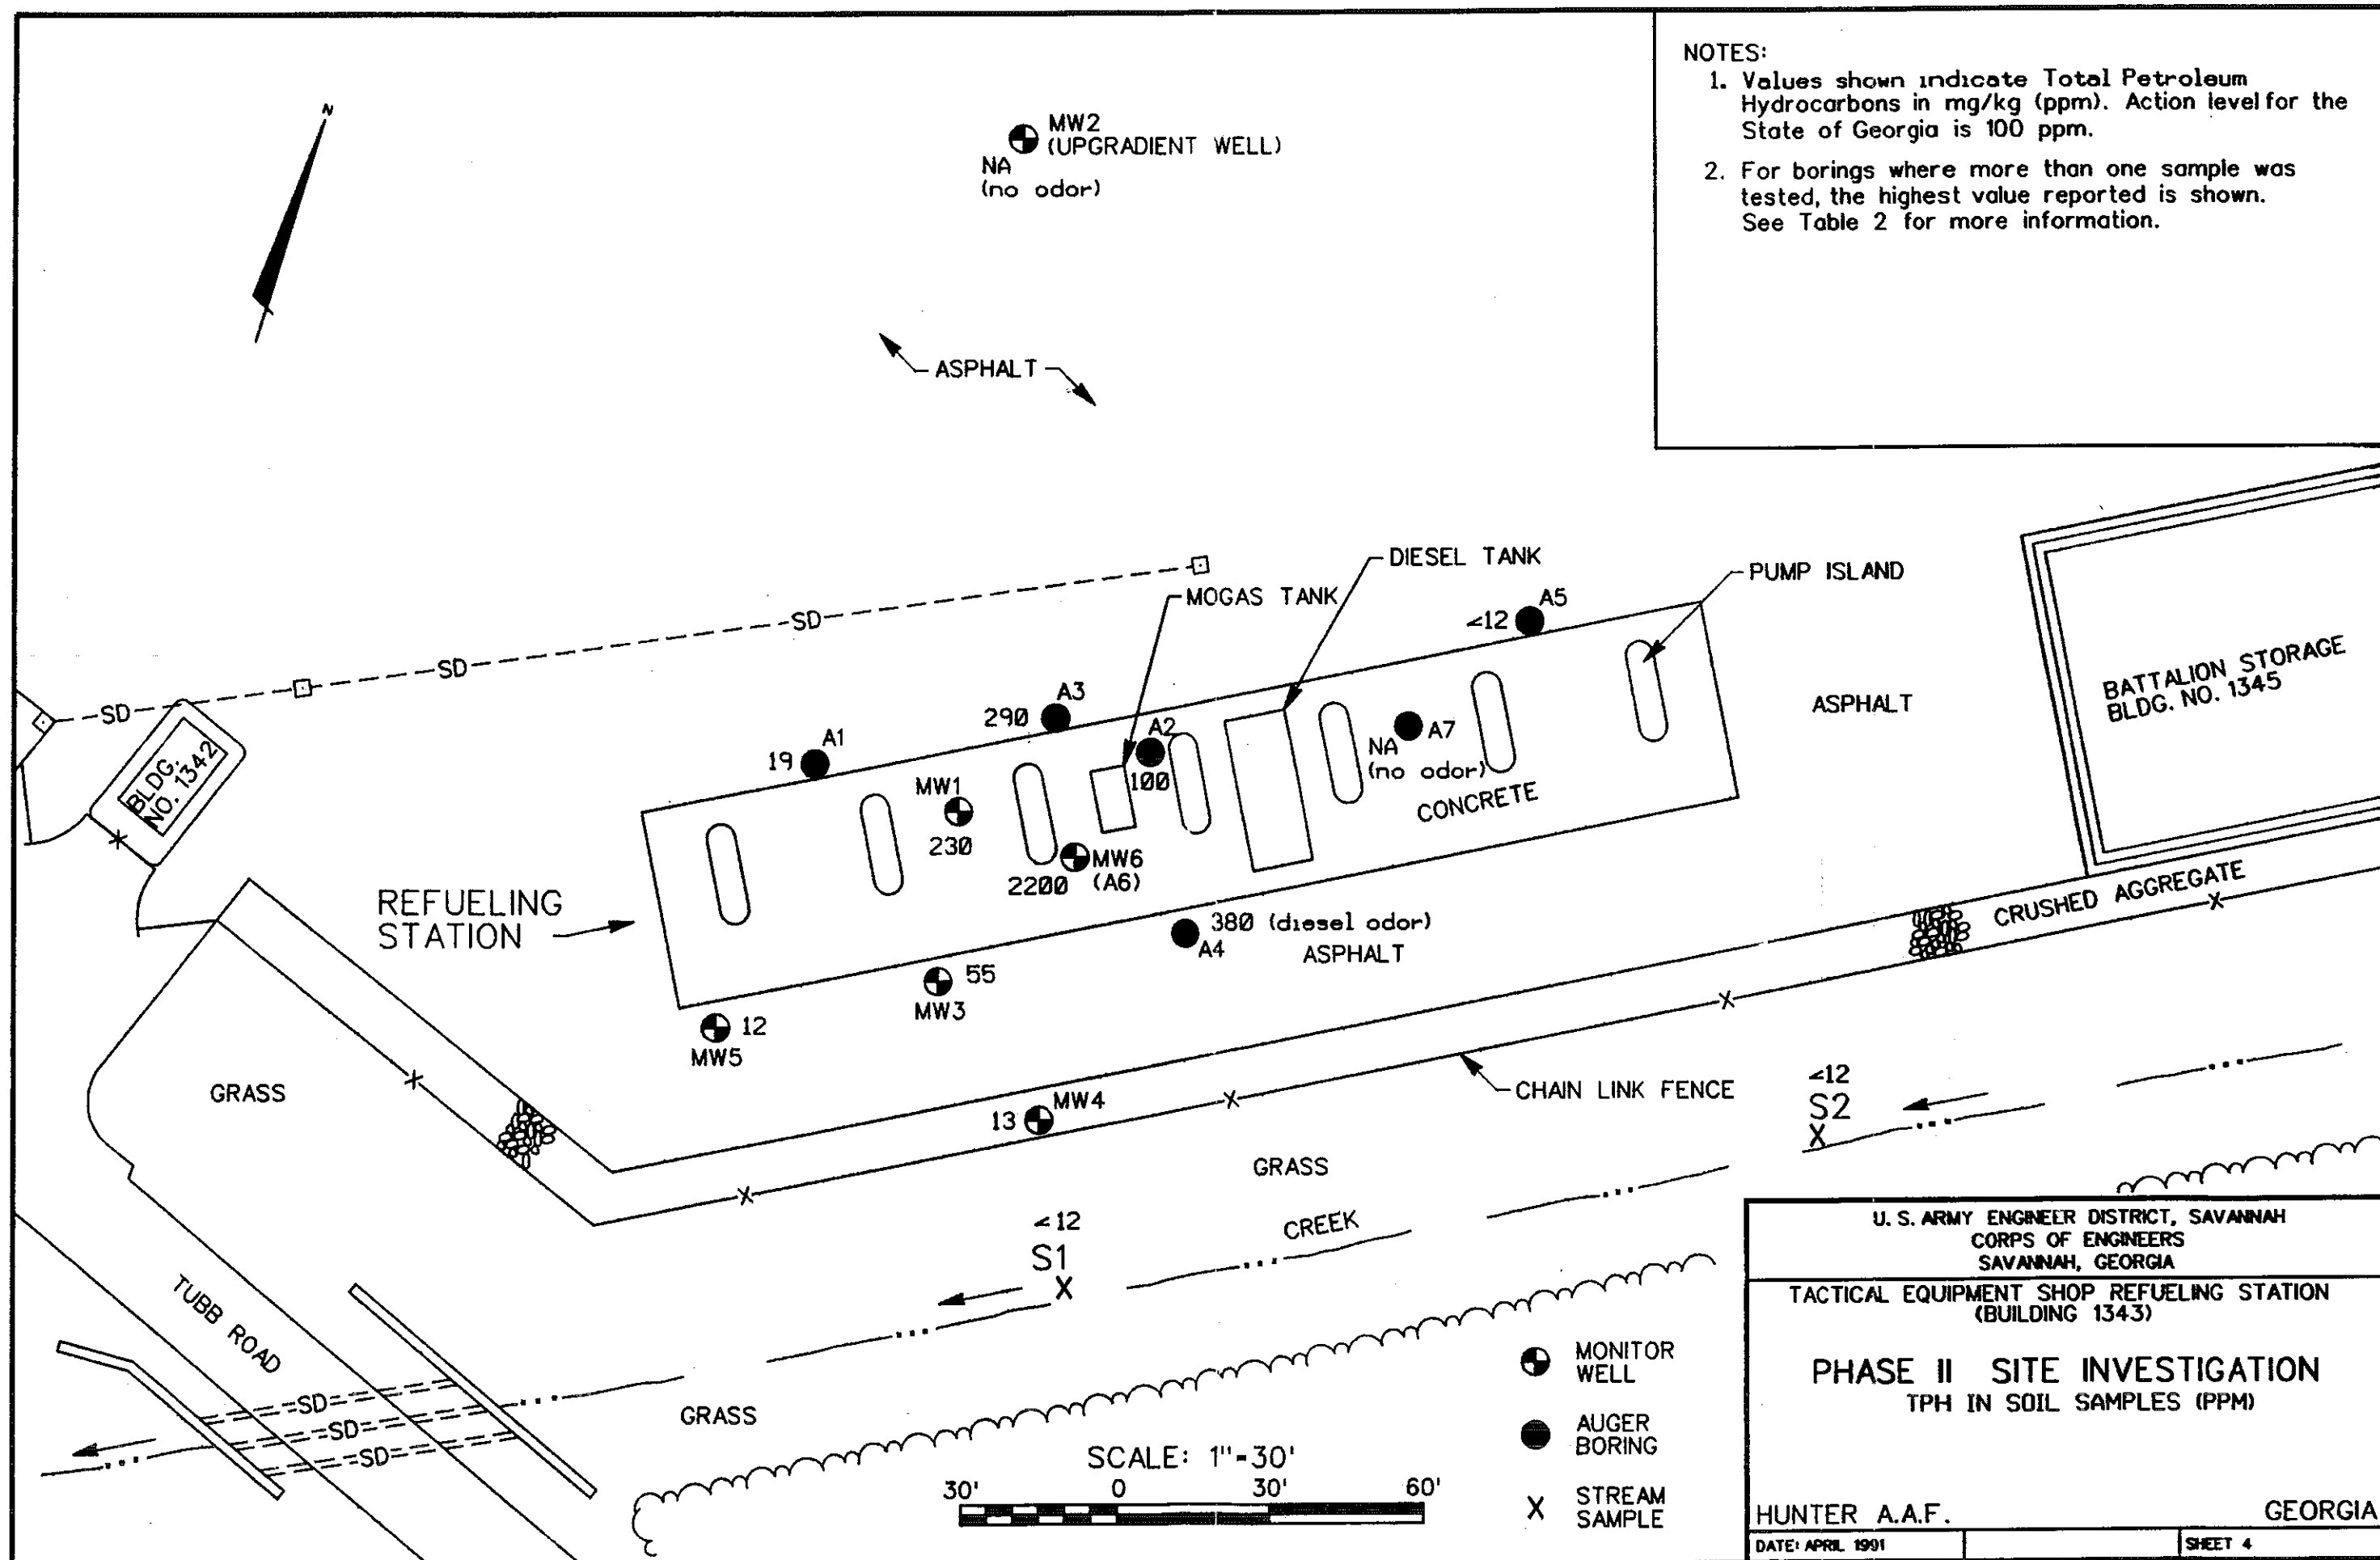 NOTES:
1. Values shown indicate Total Petroleum
Hydrocarbons in mg/kg (ppm). Action level for the
State of Georgia is 100 ppm.
2. For borings where more than one sample was
tested, the highest value reported is shown.
See Table 2 for more information.
N
MW2
(UPGRADIENT WELL)
NA
(no odor)
ASPHALT
DIESEL TANK
MOGAS TANK
PUMP ISLAND
SD
SD
SD
<12
A5
BATTALION STORAGE
BLDG. NO. 1345
A3
290
A1
19
A2
100
NA
A7
(no odor)
CONCRETE
ASPHALT
BLDG.
NO. 1342
MW1
230
MW6
2200 (A6)
REFUELING
STATION
380 (diesel odor)
A4
ASPHALT
CRUSHED AGGREGATE
55
MW3
12
MW5
GRASS
MW4
13
CHAIN LINK FENCE
<12
S2
X
GRASS
CREEK
<12
S1
X
TUBB ROAD
SD
SD
SD
GRASS
MONITOR
WELL
AUGER
BORING
X STREAM
SAMPLE
SCALE: 1"=30'
30' 0 30' 60'
U. S. ARMY ENGINEER DISTRICT, SAVANNAH
CORPS OF ENGINEERS
SAVANNAH, GEORGIA
TACTICAL EQUIPMENT SHOP REFUELING STATION
(BUILDING 1343)
PHASE II SITE INVESTIGATION
TPH IN SOIL SAMPLES (PPM)
HUNTER A.A.F. GEORGIA
DATE: APRIL 1991 SHEET 4